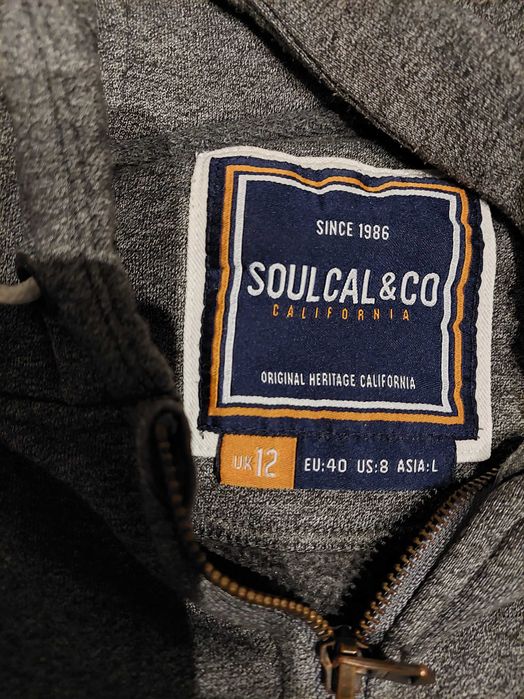 SINCE 1986
SOULCAL&CO
CALIFORNIA
ORIGINAL HERITAGE CALIFORNIA
UK 12 EU:40 US:8 ASIA:L